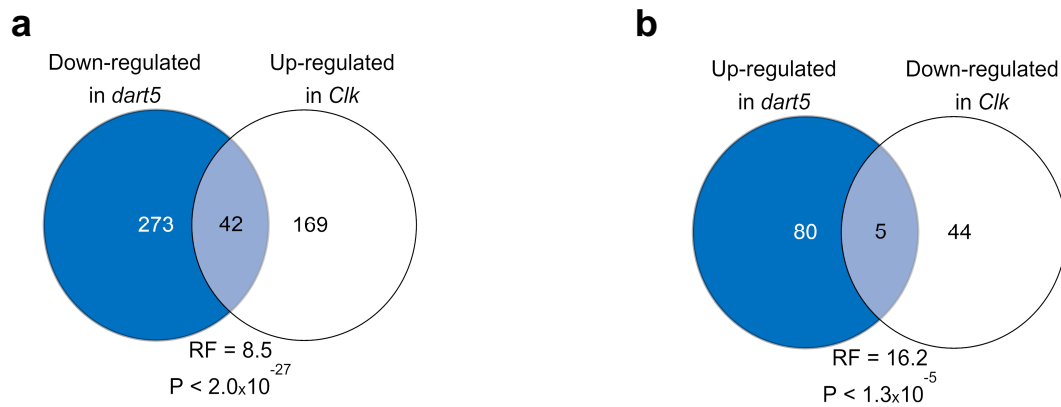 a
Down-regulated
in dart5
Up-regulated
in Clk
273
42
169
RF = 8.5
P < 2.0x10-27
b
Up-regulated
in dart5
Down-regulated
in Clk
80
5
44
RF = 16.2
P < 1.3x10-5